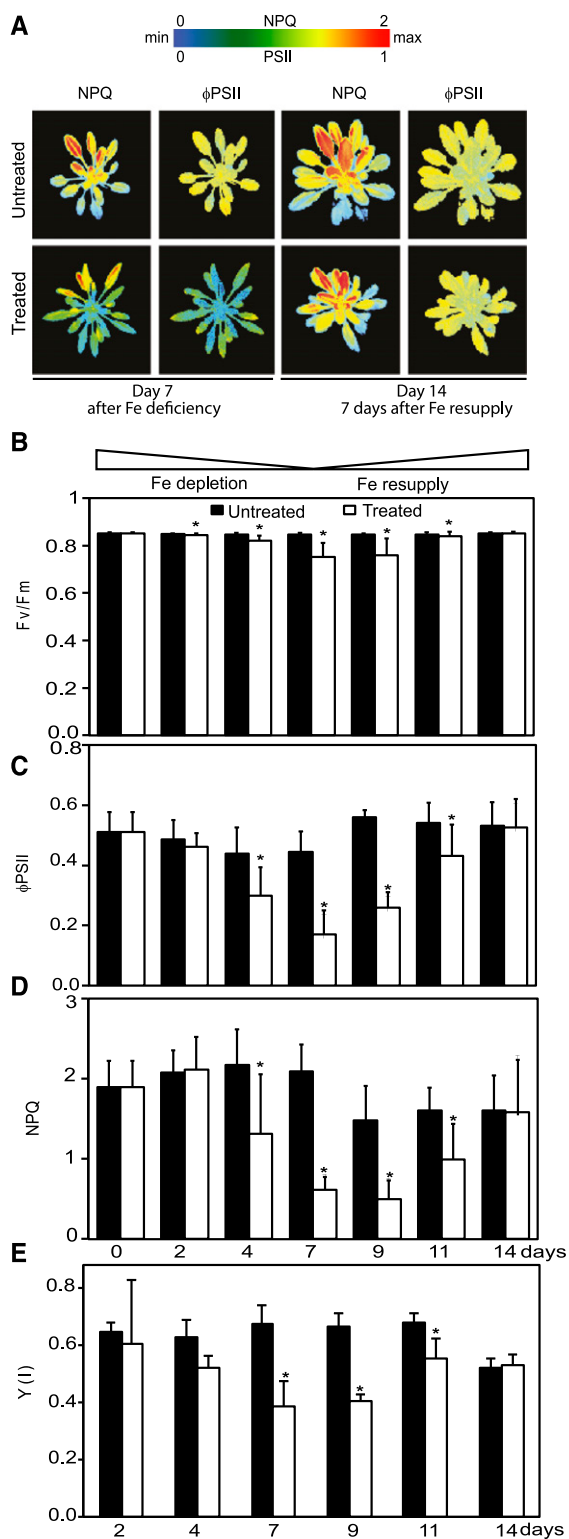 A
NPQ
0 2
min max
0 1
PSII
NPQ ϕPSII NPQ ϕPSII
Untreated
Treated
Day 7
after Fe deficiency
Day 14
7 days after Fe resupply
B
Fe depletion Fe resupply
Untreated Treated
Fv/Fm
1
0.8
0.6
0.4
0.2
0.0
* * * * *
C
ϕPSII
0.8
0.6
0.4
0.2
0.0
* * * *
D
NPQ
3
2
1
0
* * * *
0 2 4 7 9 11 14 days
E
Y(I)
0.8
0.6
0.4
0.2
0.0
* * *
2 4 7 9 11 14 days